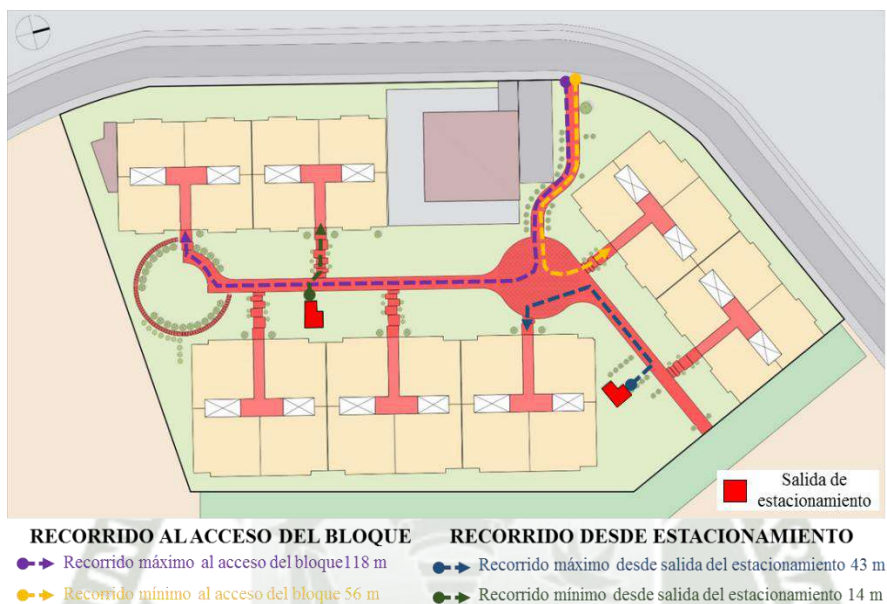 Salida de
estacionamiento
RECORRIDO AL ACCESO DEL BLOQUE
Recorrido máximo al acceso del bloque118 m
Recorrido mínimo al acceso del bloque 56 m
RECORRIDO DESDE ESTACIONAMIENTO
Recorrido máximo desde salida del estacionamiento 43 m
Recorrido mínimo desde salida del estacionamiento 14 m